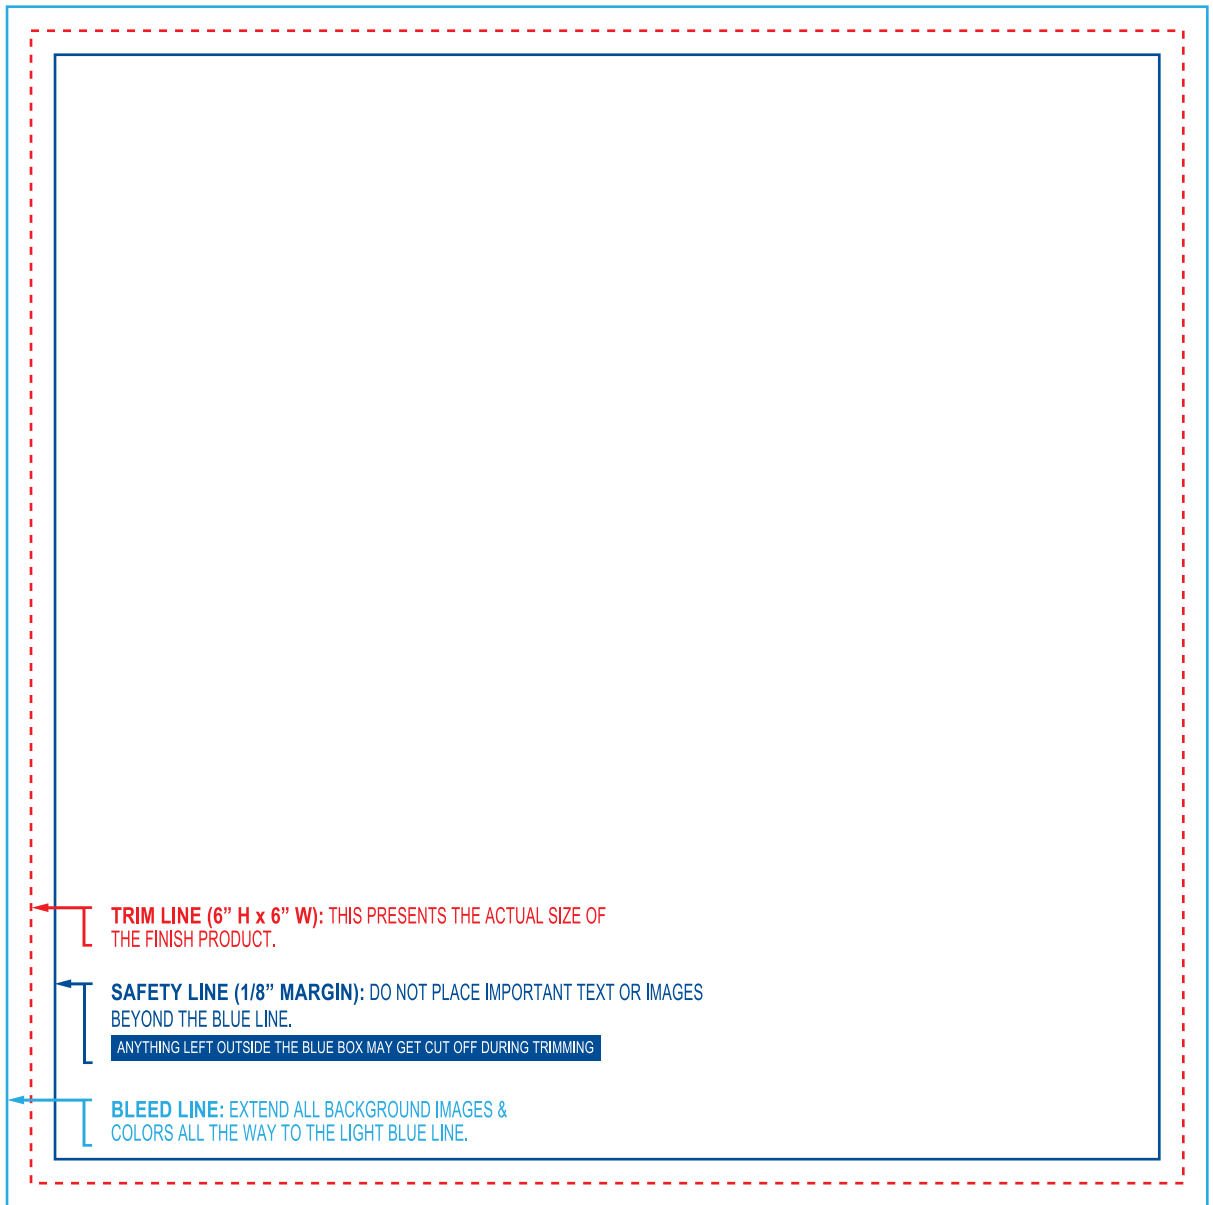 TRIM LINE (6” H x 6” W): THIS PRESENTS THE ACTUAL SIZE OF
THE FINISH PRODUCT.
SAFETY LINE (1/8” MARGIN): DO NOT PLACE IMPORTANT TEXT OR IMAGES
BEYOND THE BLUE LINE.
ANYTHING LEFT OUTSIDE THE BLUE BOX MAY GET CUT OFF DURING TRIMMING
BLEED LINE: EXTEND ALL BACKGROUND IMAGES &
COLORS ALL THE WAY TO THE LIGHT BLUE LINE.